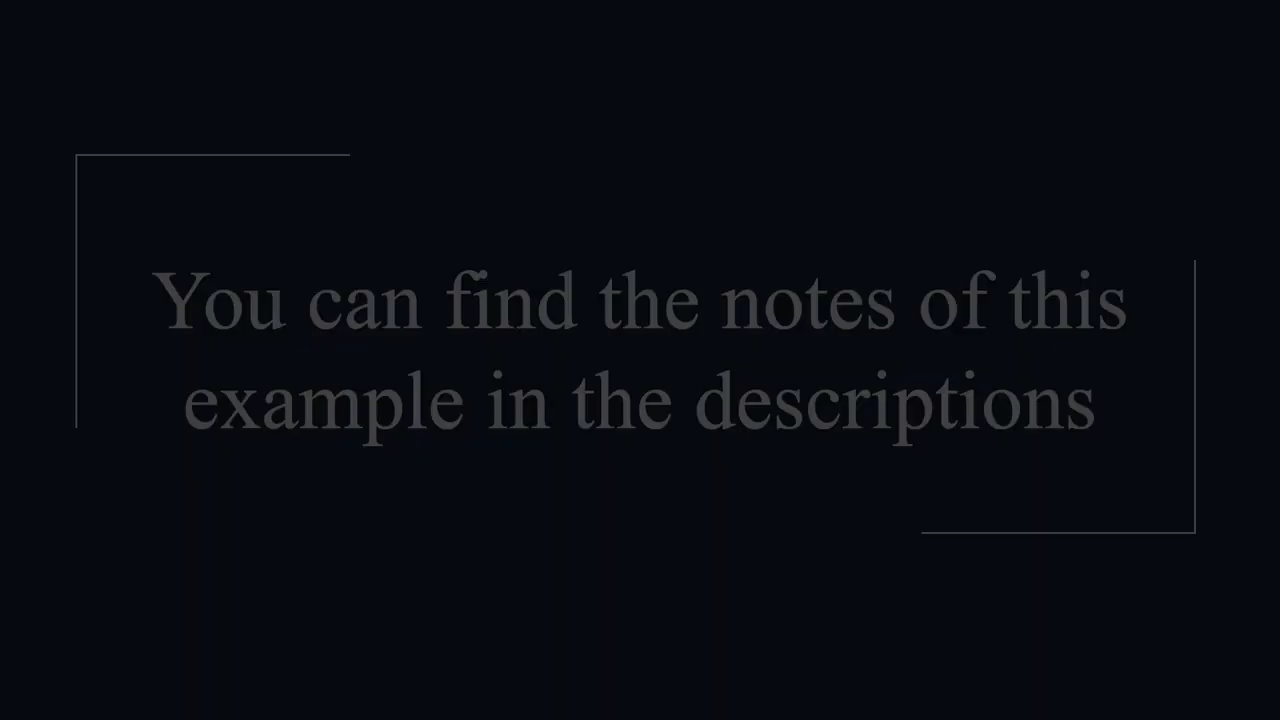 You can find the notes of this
example in the descriptions